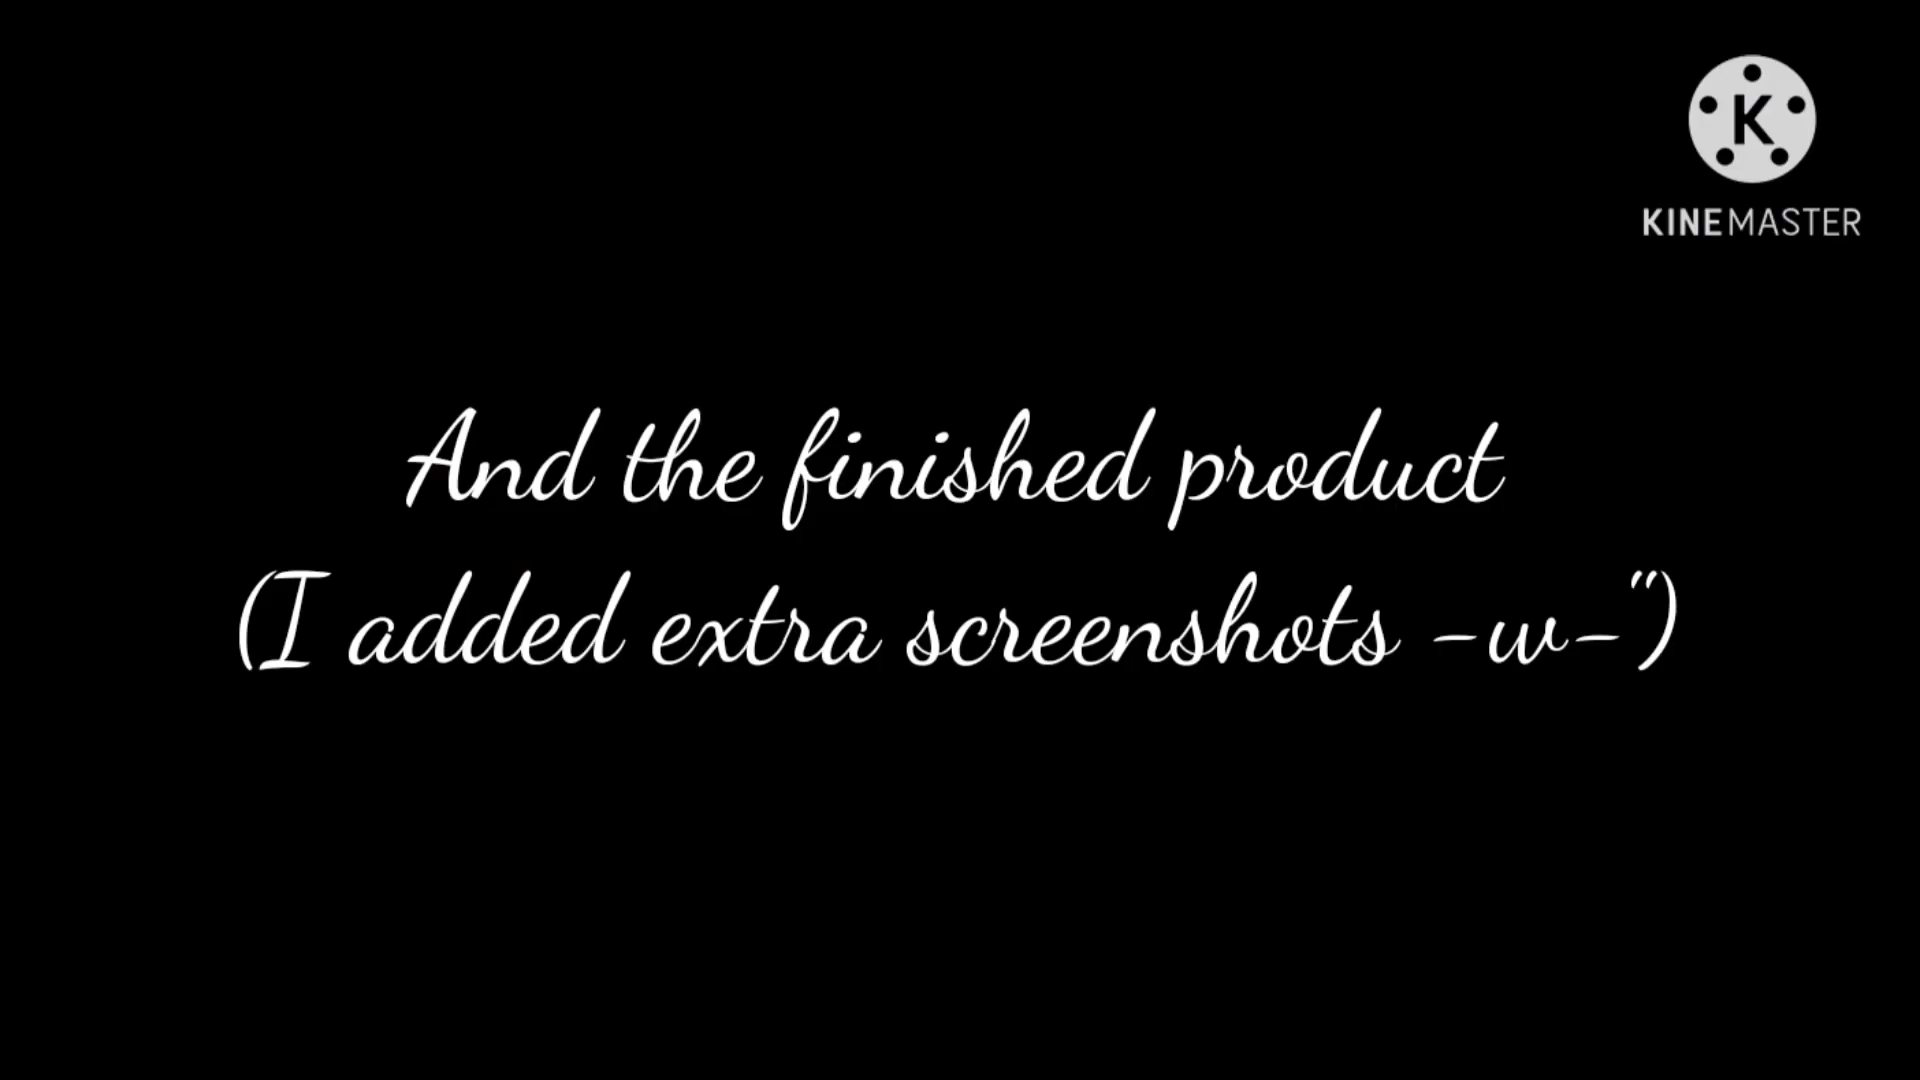 K
KINEMASTER
And the finished product
(I added extra screenshots -w-")